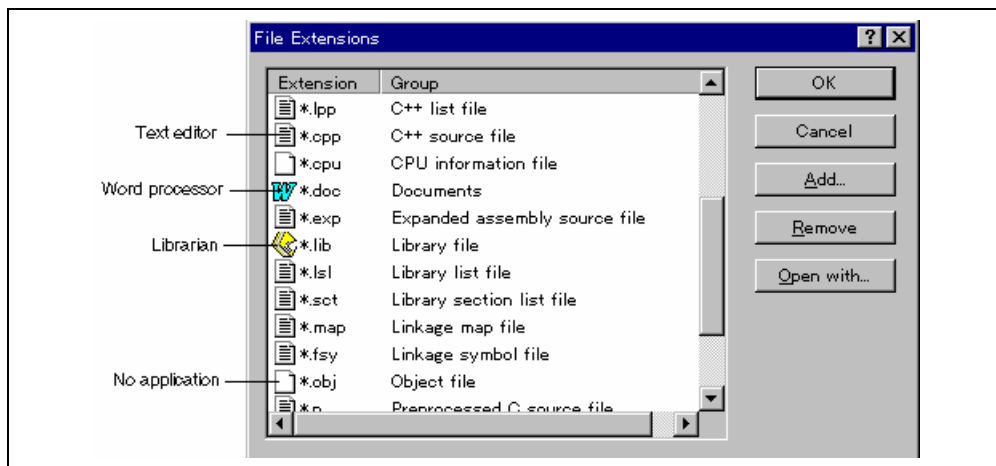 File Extensions
Extension Group
*.lpp C++ list file
Text editor *.cpp C++ source file
*.cpu CPU information file
Word processor *.doc Documents
*.exp Expanded assembly source file
Librarian *.lib Library file
*.lsl Library list file
*.sct Library section list file
*.map Linkage map file
*.fsy Linkage symbol file
No application *.obj Object file
*.p Preprocessed C source file
OK
Cancel
Add...
Remove
Open with...